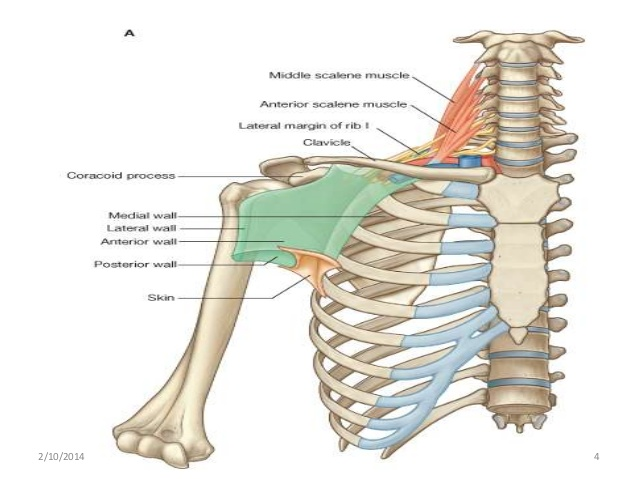 A
Middle scalene muscle
Anterior scalene muscle
Lateral margin of rib I
Clavicle
Coracoid process
Medial wall
Lateral wall
Anterior wall
Posterior wall
Skin
2/10/2014
4